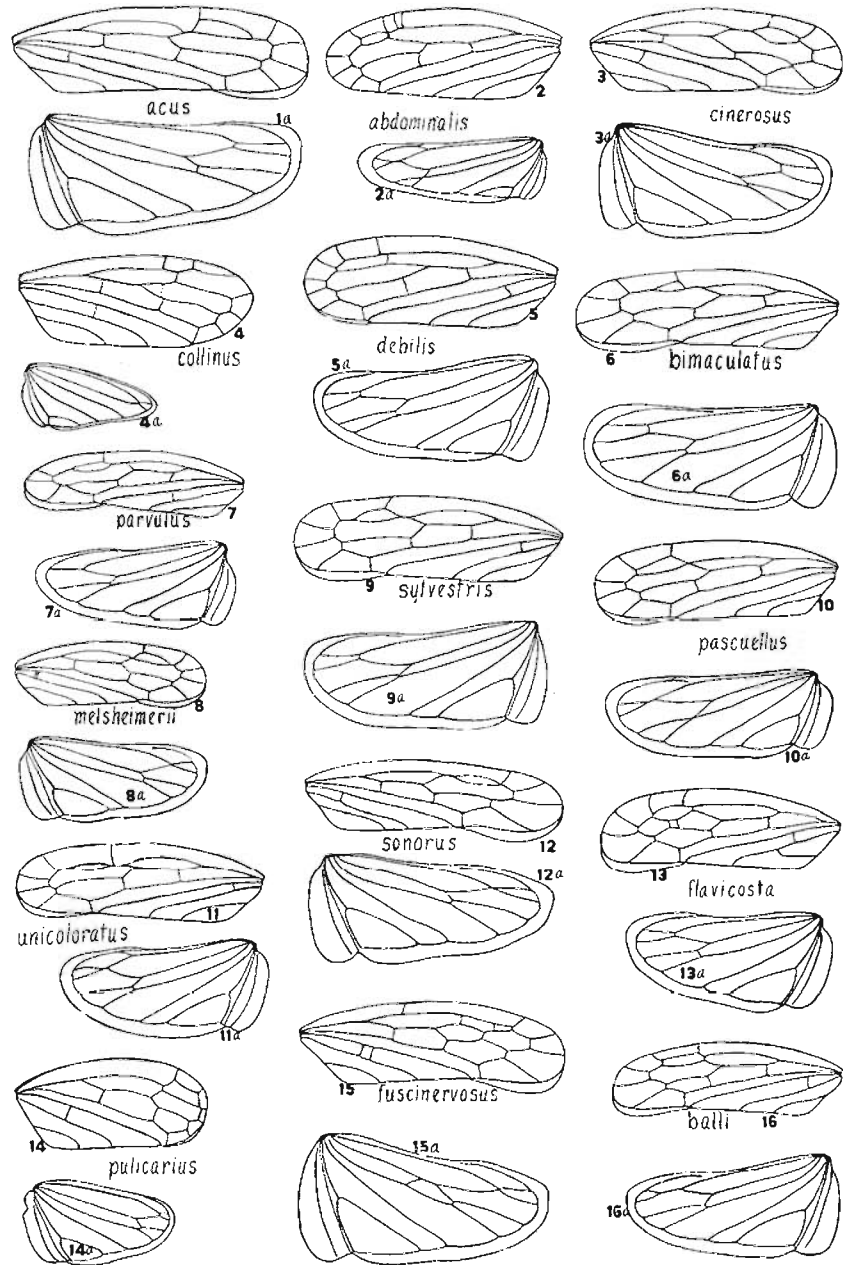 acus
1a
2
abdominalis
2a
3
cinerosus
3a
4
collinus
4a
5
debilis
5a
6
bimaculatus
6a
parvulus
7
7a
9
sylvestris
9a
10
pascuellus
10a
8
melsheimerii
8a
sonorus
12
12a
13
flavicosta
13a
11
unicoloratus
11a
15
fuscinervosus
15a
balli
16
16a
14
pulicarius
14a